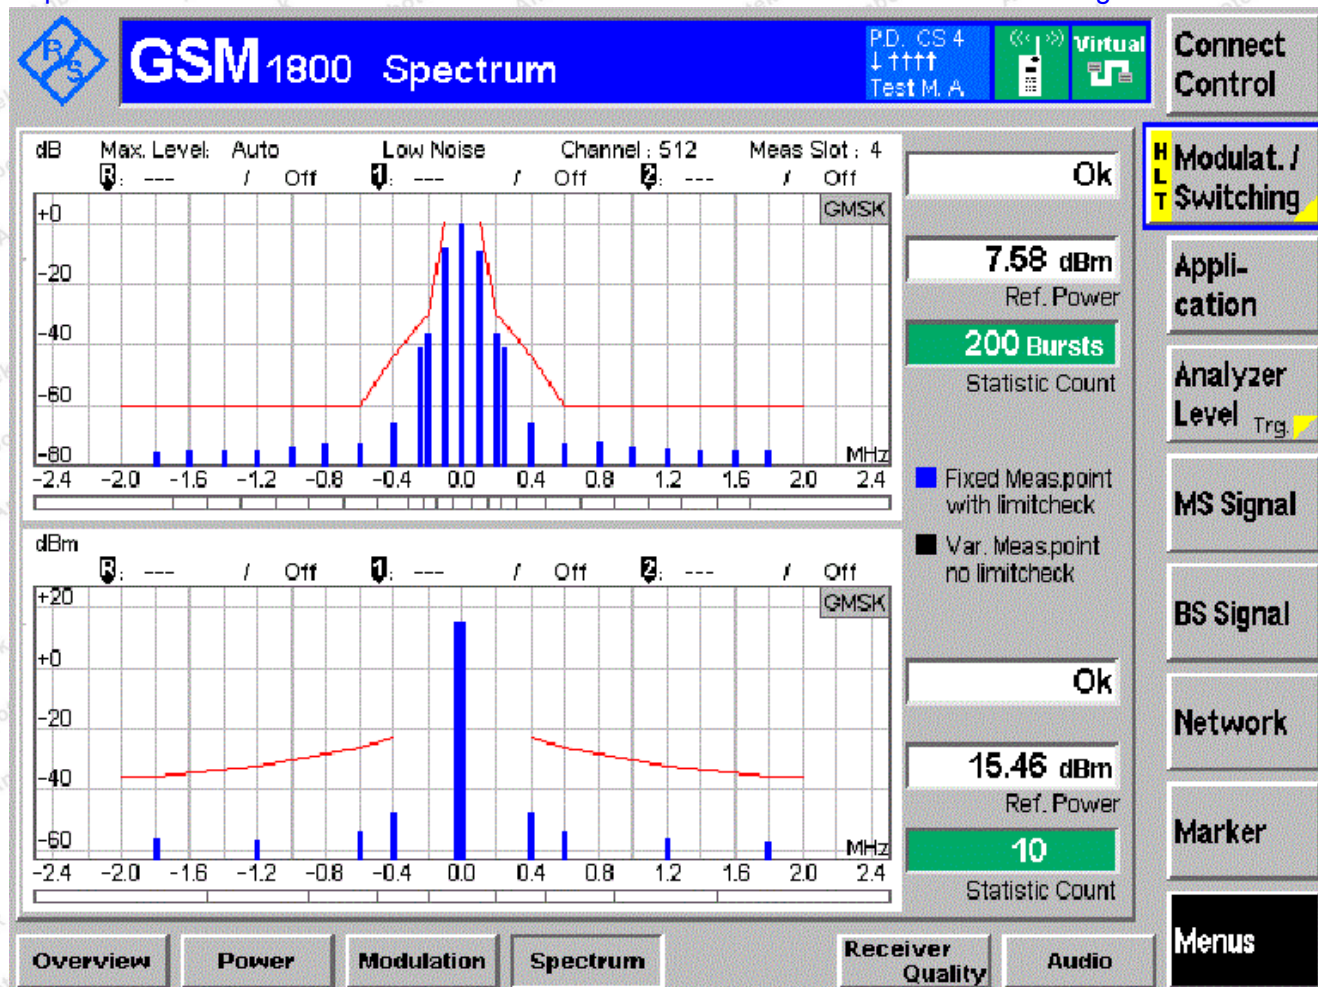 R/S
GSM 1800 Spectrum
P.D. CS 4
↓ ↑↑↑↑
Test M. A
Virtual
Connect
Control
dB Max. Level: Auto Low Noise Channel : 512 Meas Slot : 4
R: --- / Off 1: --- / Off 2: --- / Off
GMSK
+0
-20
-40
-60
-80
MHz
-2.4 -2.0 -1.6 -1.2 -0.8 -0.4 0.0 0.4 0.8 1.2 1.6 2.0 2.4
Ok
7.58 dBm
Ref. Power
200 Bursts
Statistic Count
Fixed Meas.point
with limitcheck
Var. Meas.point
no limitcheck
dBm
R: --- / Off 1: --- / Off 2: --- / Off
GMSK
+20
+0
-20
-40
-60
MHz
-2.4 -2.0 -1.6 -1.2 -0.8 -0.4 0.0 0.4 0.8 1.2 1.6 2.0 2.4
Ok
15.46 dBm
Ref. Power
10
Statistic Count
HLT
Modulat. /
Switching
Appli-
cation
Analyzer
Level Trg.
MS Signal
BS Signal
Network
Marker
Menus
Overview Power Modulation Spectrum Receiver Quality Audio